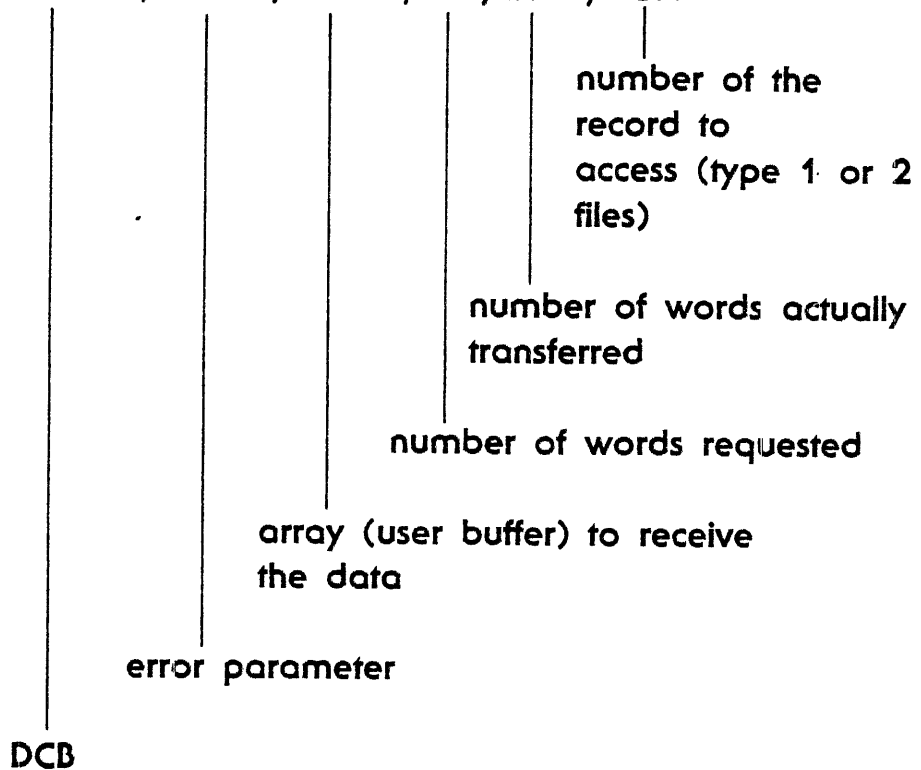 number of the
record to
access (type 1 or 2
files)
number of words actually
transferred
number of words requested
array (user buffer) to receive
the data
error parameter
DCB